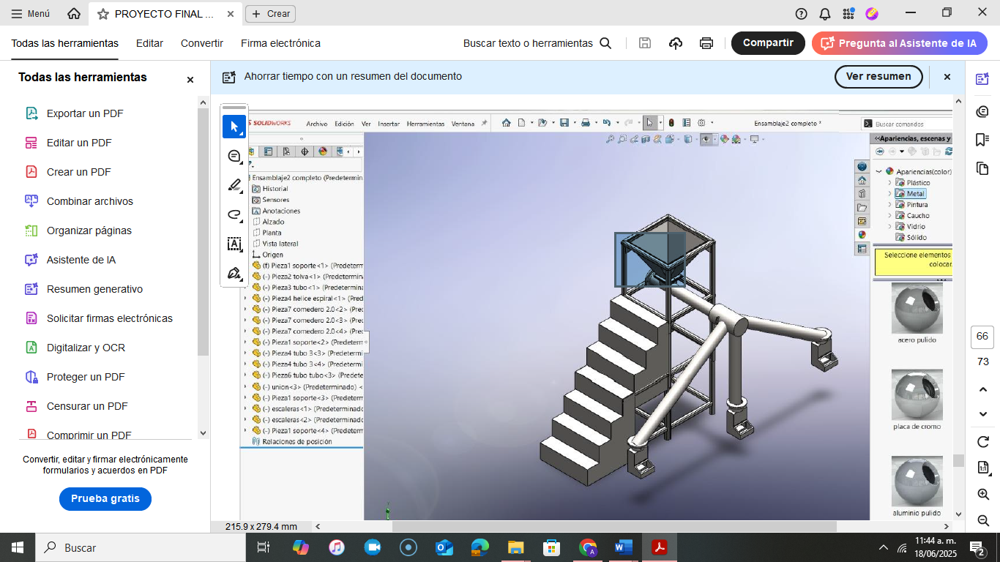 Menú
PROYECTO FINAL ...
Crear
Todas las herramientas
Editar
Convertir
Firma electrónica
Buscar texto o herramientas
Compartir
Pregunta al Asistente de IA
Todas las herramientas
Exportar un PDF
Editar un PDF
Crear un PDF
Combinar archivos
Organizar páginas
Asistente de IA
Resumen generativo
Solicitar firmas electrónicas
Digitalizar y OCR
Proteger un PDF
Censurar un PDF
Comprimir un PDF
Convertir, editar y firmar electrónicamente
formularios y acuerdos en PDF
Prueba gratis
Ahorrar tiempo con un resumen del documento
Ver resumen
SOLIDWORKS
Archivo
Edición
Ver
Insertar
Herramientas
Ventana
Ensamblaje2 completo *
Buscar comandos
Ensamblaje2 completo (Predetermin
Historial
Sensores
Anotaciones
Alzado
Planta
Vista lateral
Origen
(f) Pieza1 soporte<1> (Predeterm
(-) Pieza2 tolva<1> (Predetermin
(-) Pieza3 tubo<1> (Predetermina
(-) Pieza4 helice espiral<1> (Pred
(-) Pieza7 comedero 2.0<2> (Prec
(-) Pieza7 comedero 2.0<3> (Prec
(-) Pieza7 comedero 2.0<4> (Prec
(-) Pieza1 soporte<2> (Predeterm
(-) Pieza4 tubo 3<3> (Predetermi
(-) Pieza4 tubo 3<4> (Predetermi
(-) Pieza6 tubo tubo<3> (Predete
(-) union<3> (Predeterminado) <
(-) Pieza1 soporte<3> (Predeterm
(-) escaleras<1> (Predeterminado
(-) escaleras<2> (Predeterminado
(-) Pieza1 soporte<4> (Predeterm
Relaciones de posición
Apariencias, escenas y
Apariencias(color)
Plástico
Metal
Pintura
Caucho
Vidrio
Sólido
Seleccione elementos
colocar.
acero pulido
placa de cromo
aluminio pulido
66
73
215.9 x 279.4 mm
Buscar
11:44 a. m.
18/06/2025
2